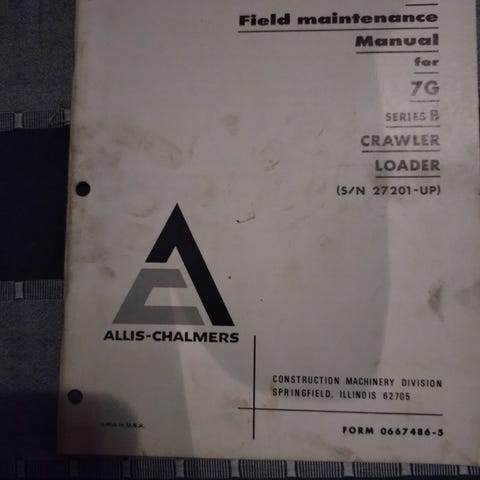 Field maintenance
Manual
for
7G
SERIES B
CRAWLER
LOADER
(S/N 27201-UP)
ALLIS-CHALMERS
CONSTRUCTION MACHINERY DIVISION
SPRINGFIELD, ILLINOIS 62705
IN U.S.A.
FORM 0667486-5